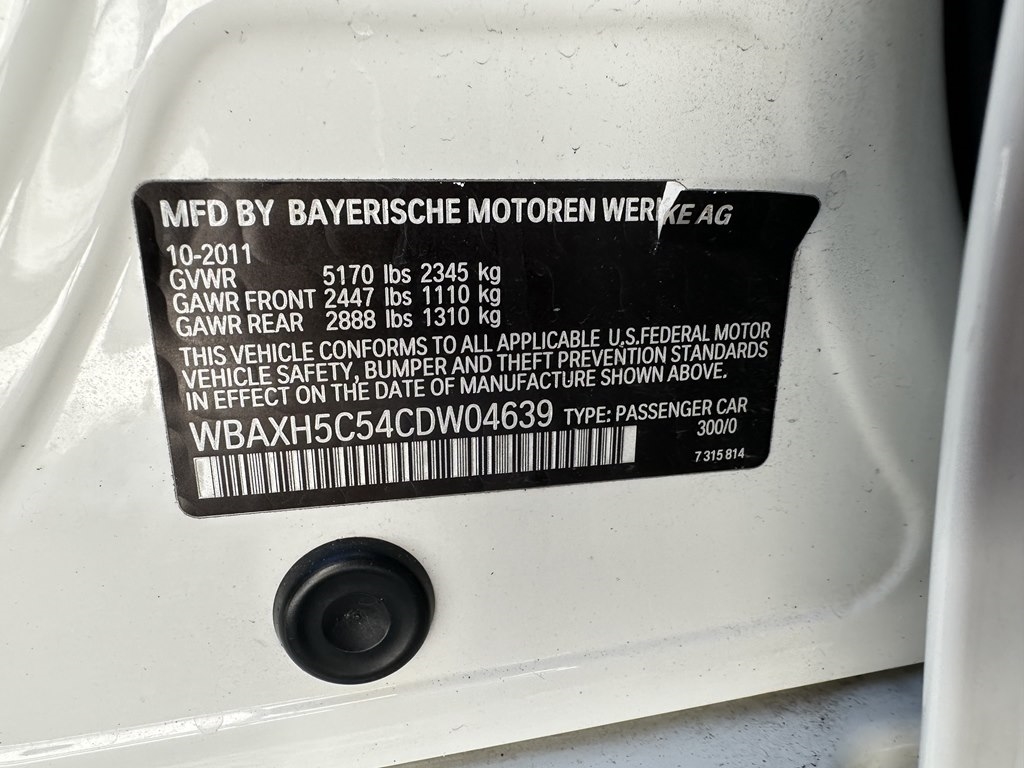 MFD BY BAYERISCHE MOTOREN WERKE AG
10-2011
GVWR 5170 lbs 2345 kg
GAWR FRONT 2447 lbs 1110 kg
GAWR REAR 2888 lbs 1310 kg
THIS VEHICLE CONFORMS TO ALL APPLICABLE U.S.FEDERAL MOTOR
VEHICLE SAFETY, BUMPER AND THEFT PREVENTION STANDARDS
IN EFFECT ON THE DATE OF MANUFACTURE SHOWN ABOVE.
WBAXH5C54CDW04639 TYPE: PASSENGER CAR
300/0
7 315 814